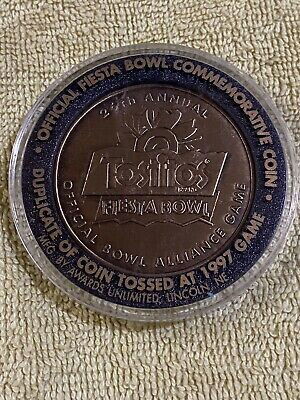 • OFFICIAL FIESTA BOWL COMMEMORATIVE COIN •
DUPLICATE OF COIN TOSSED AT 1997 GAME
MFG. BY AWARDS UNLIMITED, LINCOLN, NE
ANNUAL
Tostitos
BRAND
FIESTA BOWL
OFFICIAL BOWL ALLIANCE GAME